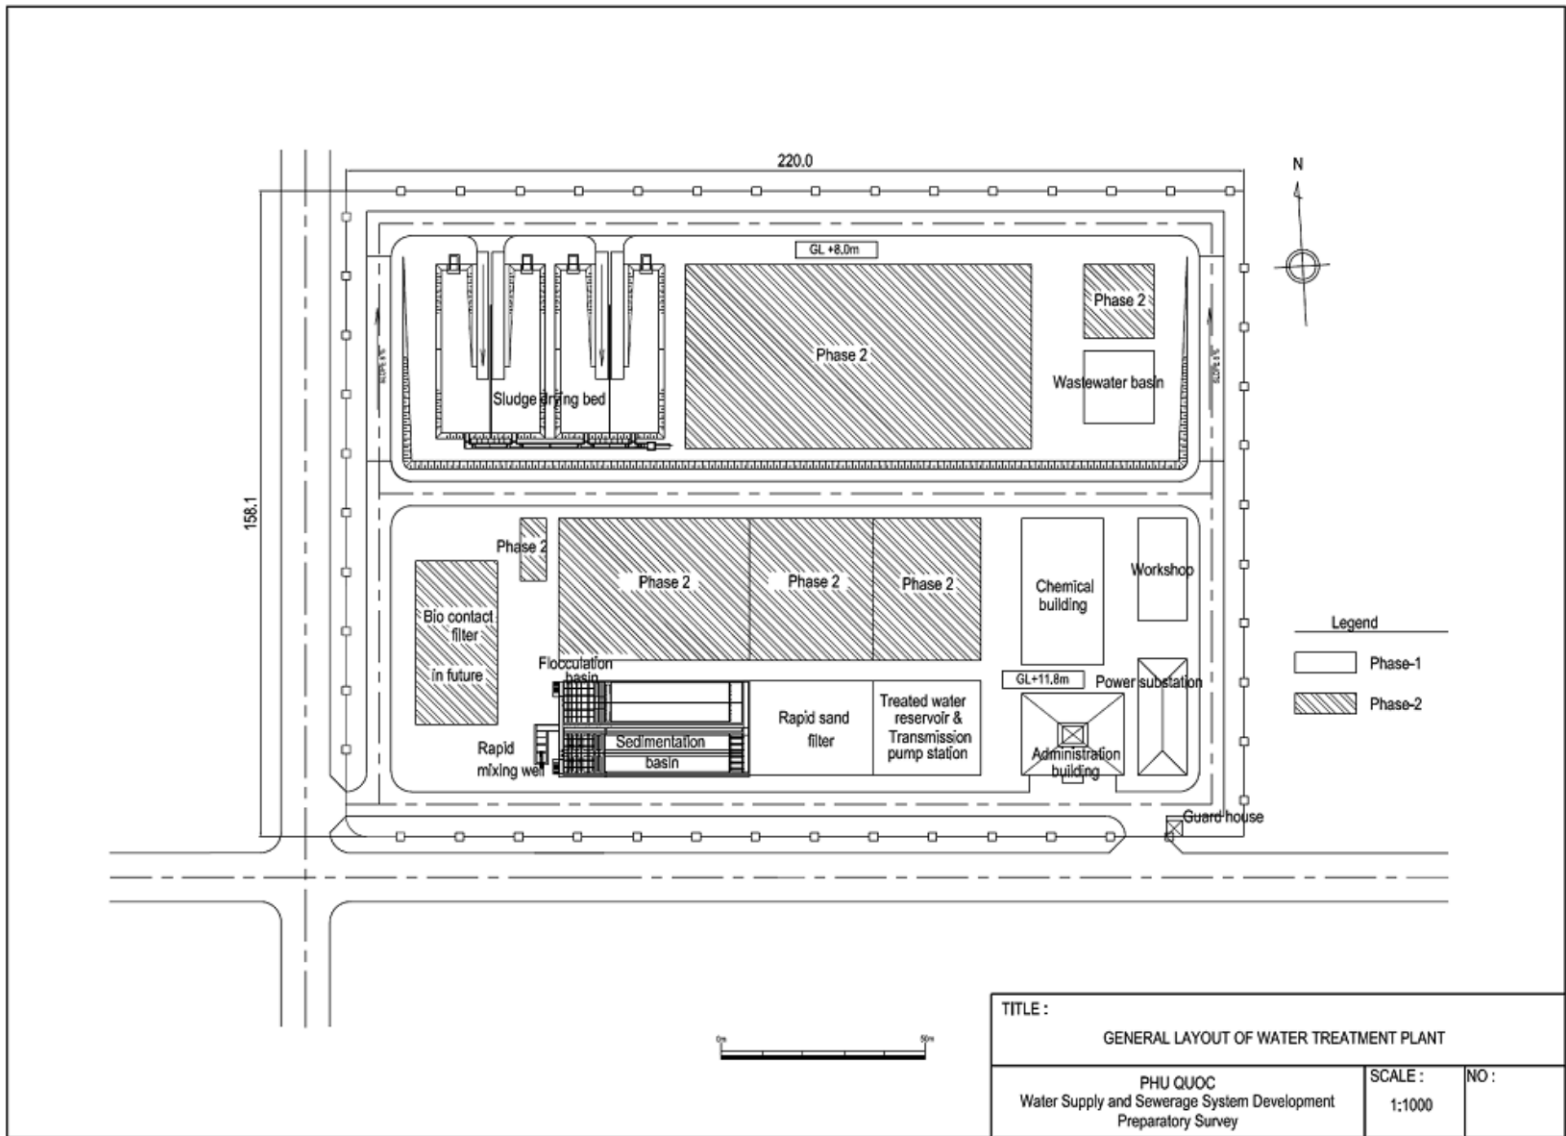 220.0
N
GL +8.0m
Phase 2
Phase 2
Wastewater basin
Sludge drying bed
158.1
Phase 2
Phase 2
Phase 2
Phase 2
Workshop
Chemical
building
Bio contact
filter
in future
Legend
Phase-1
Phase-2
Flocculation
basin
GL+11.8m
Power substation
Rapid sand
filter
Treated water
reservoir &
Transmission
pump station
Sedimentation
basin
Rapid
mixing well
Administration
building
Guard house
0m
50m
TITLE :
GENERAL LAYOUT OF WATER TREATMENT PLANT
PHU QUOC
Water Supply and Sewerage System Development
Preparatory Survey
SCALE :
1:1000
NO :